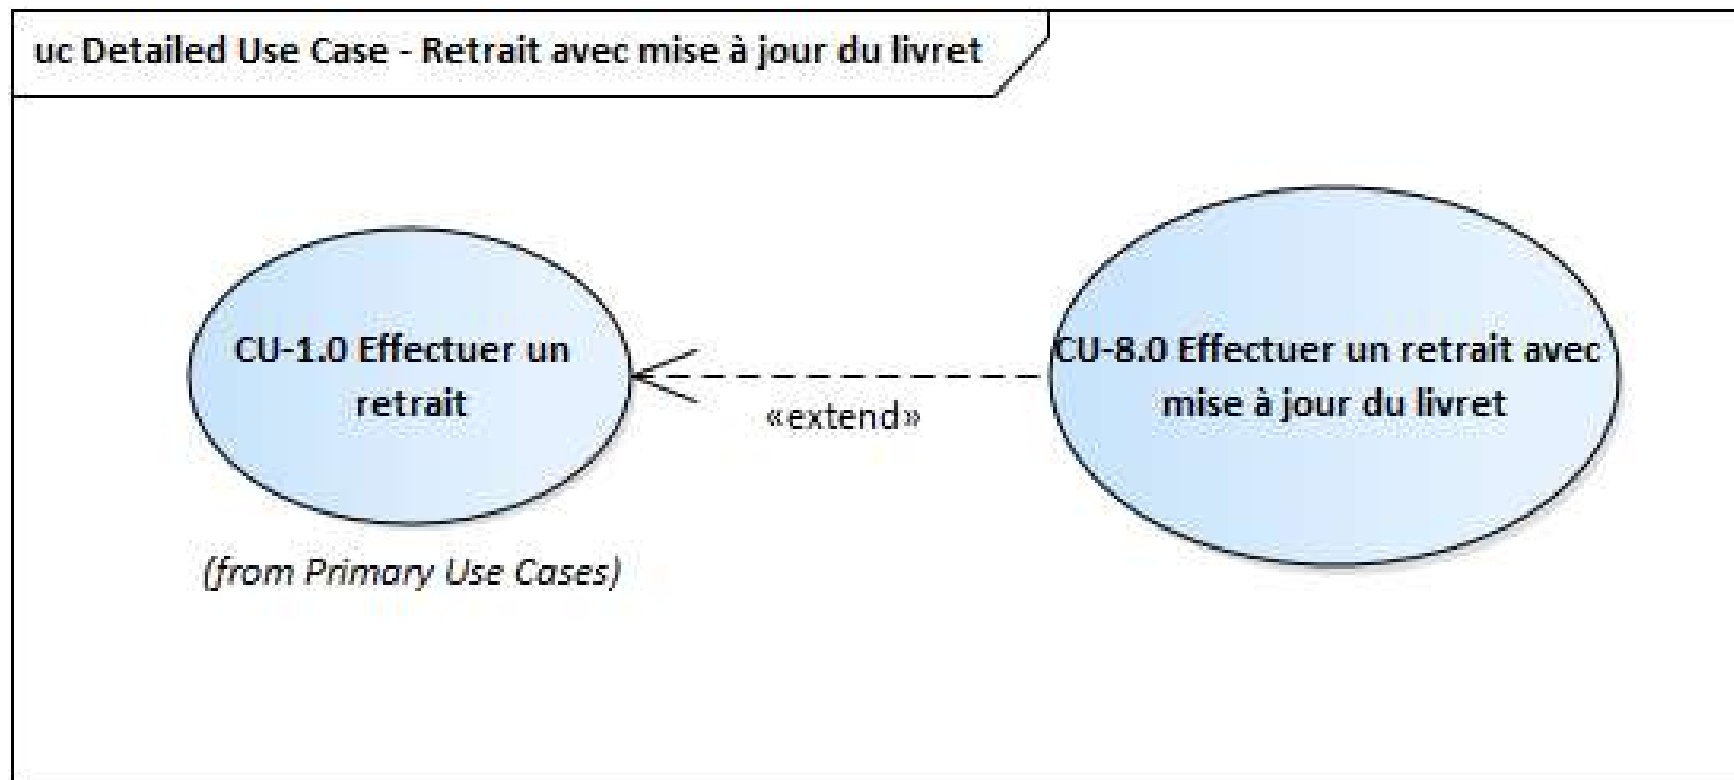 uc Detailed Use Case - Retrait avec mise à jour du livret
CU-1.0 Effectuer un
retrait
(from Primary Use Cases)
«extend»
CU-8.0 Effectuer un retrait avec
mise à jour du livret